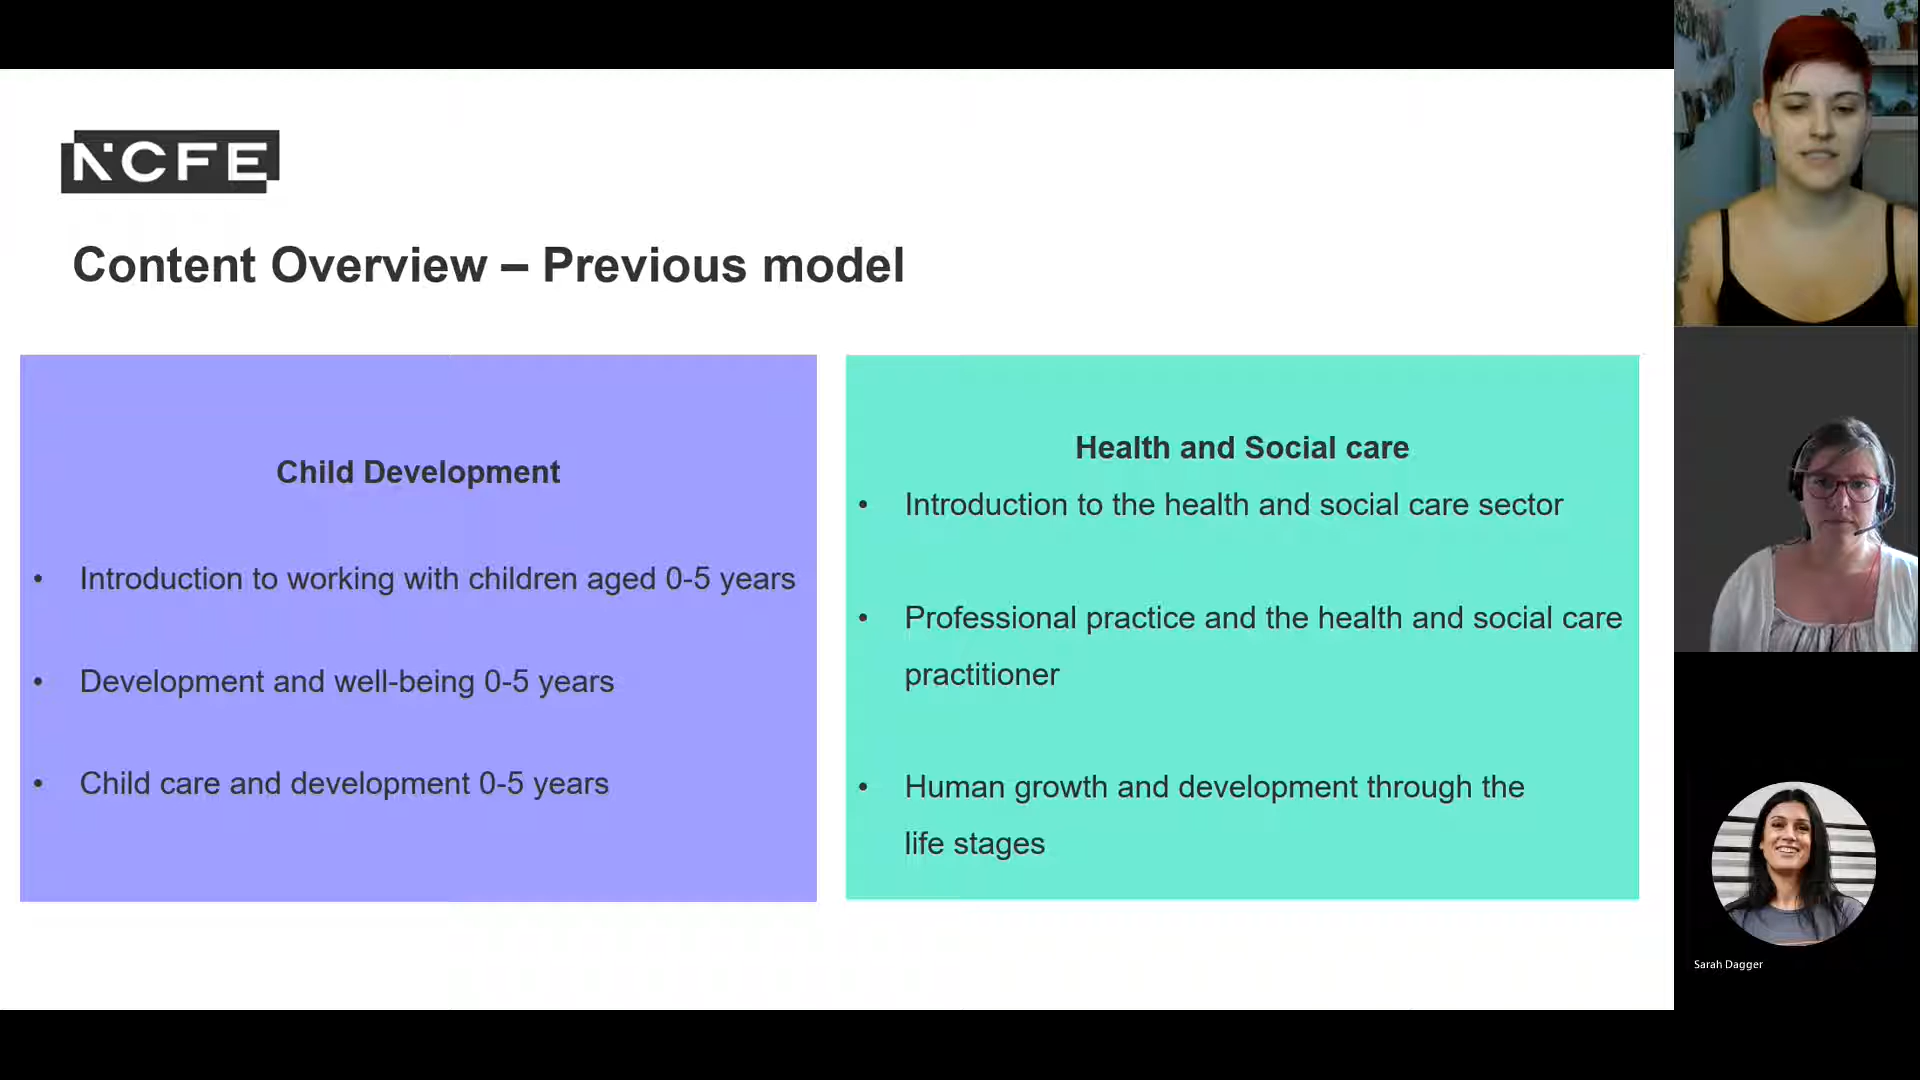 NCFE
Content Overview – Previous model
Child Development
• Introduction to working with children aged 0-5 years
• Development and well-being 0-5 years
• Child care and development 0-5 years
Health and Social care
• Introduction to the health and social care sector
• Professional practice and the health and social care
practitioner
• Human growth and development through the
life stages
Sarah Dagger